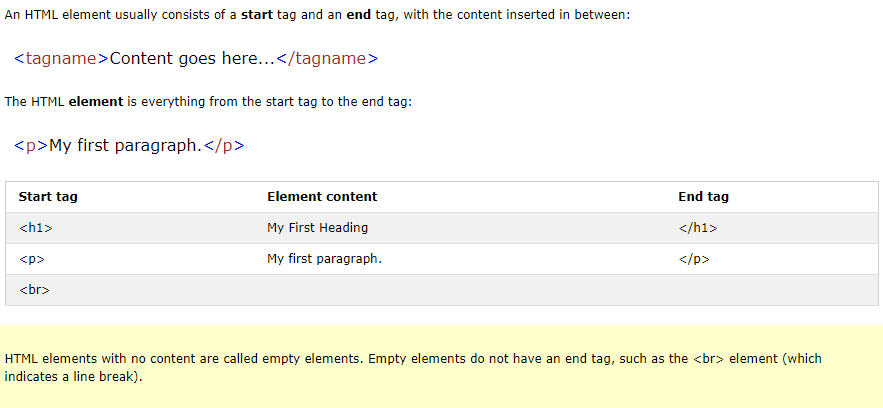 An HTML element usually consists of a start tag and an end tag, with the content inserted in between:
<tagname>Content goes here...</tagname>
The HTML element is everything from the start tag to the end tag:
<p>My first paragraph.</p>
Start tag Element content End tag
<h1> My First Heading </h1>
<p> My first paragraph. </p>
<br>
HTML elements with no content are called empty elements. Empty elements do not have an end tag, such as the <br> element (which
indicates a line break).